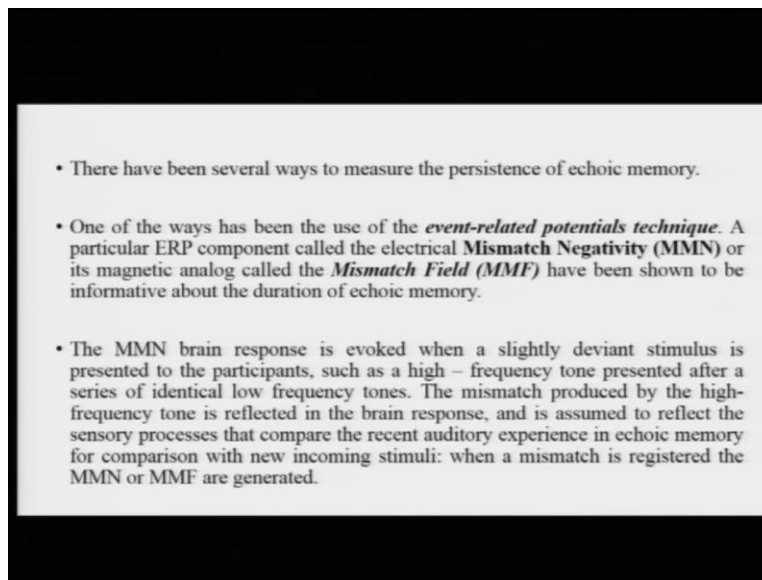 • There have been several ways to measure the persistence of echoic memory.
• One of the ways has been the use of the event-related potentials technique. A
particular ERP component called the electrical Mismatch Negativity (MMN) or
its magnetic analog called the Mismatch Field (MMF) have been shown to be
informative about the duration of echoic memory.
• The MMN brain response is evoked when a slightly deviant stimulus is
presented to the participants, such as a high – frequency tone presented after a
series of identical low frequency tones. The mismatch produced by the high-
frequency tone is reflected in the brain response, and is assumed to reflect the
sensory processes that compare the recent auditory experience in echoic memory
for comparison with new incoming stimuli: when a mismatch is registered the
MMN or MMF are generated.